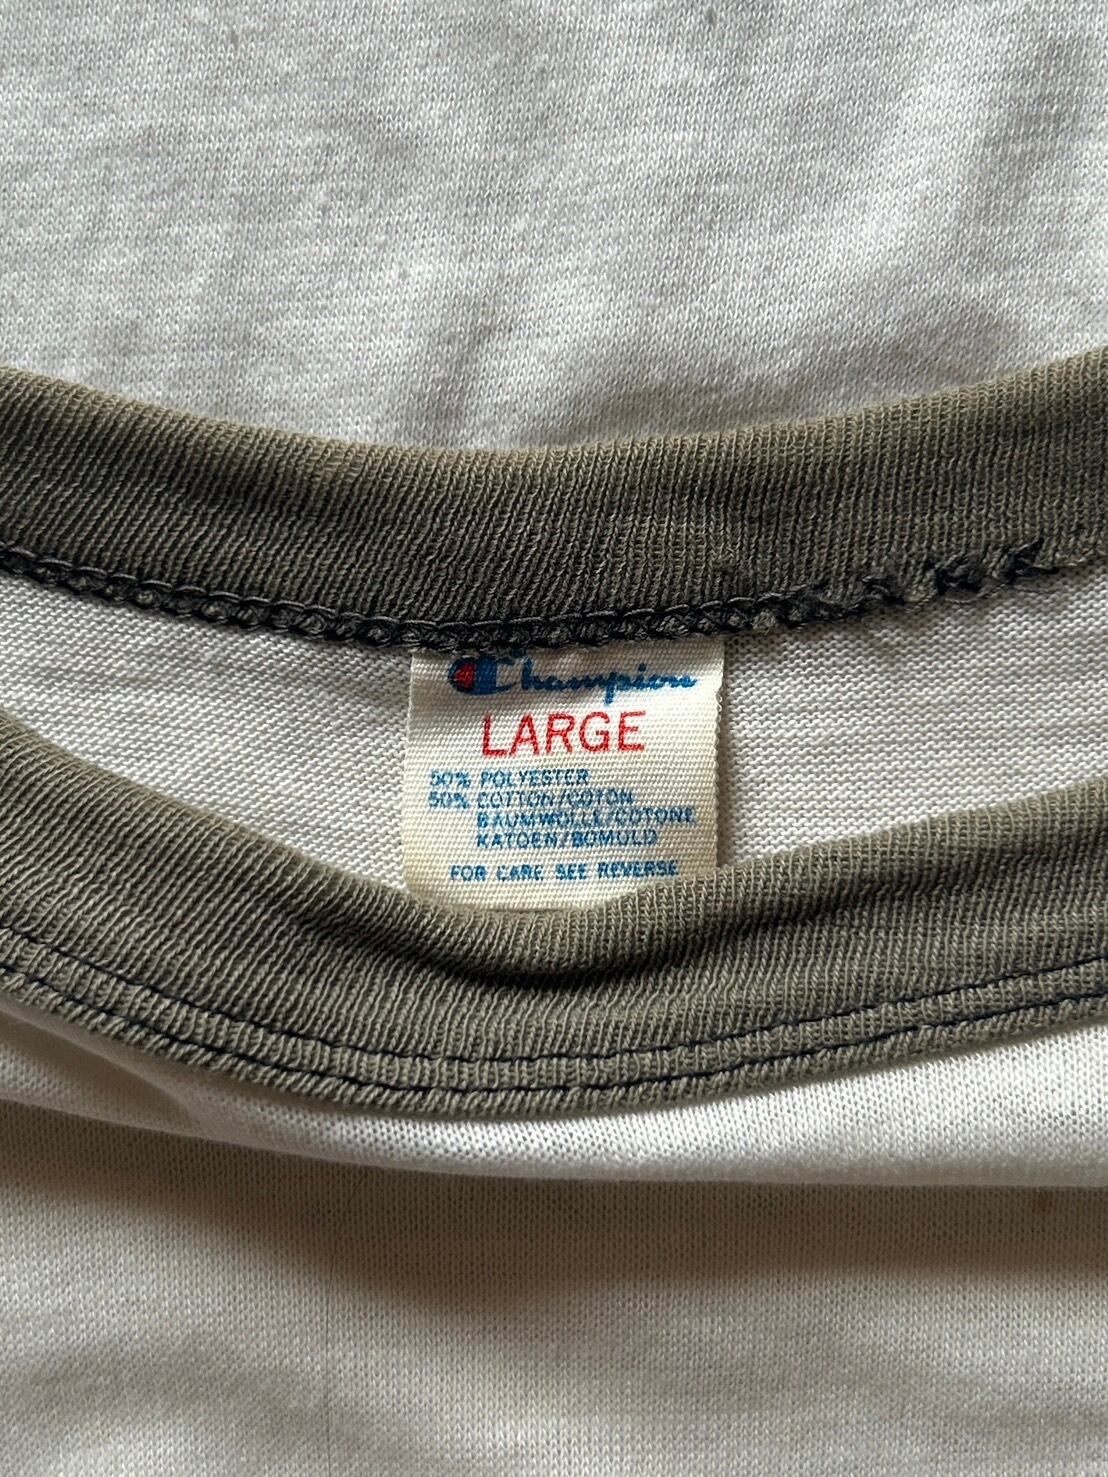 Champion
LARGE
50% POLYESTER
50% COTTON/COTON
BAUMWOLLE/COTONE
KATOEN/BOMULD
FOR CARE SEE REVERSE